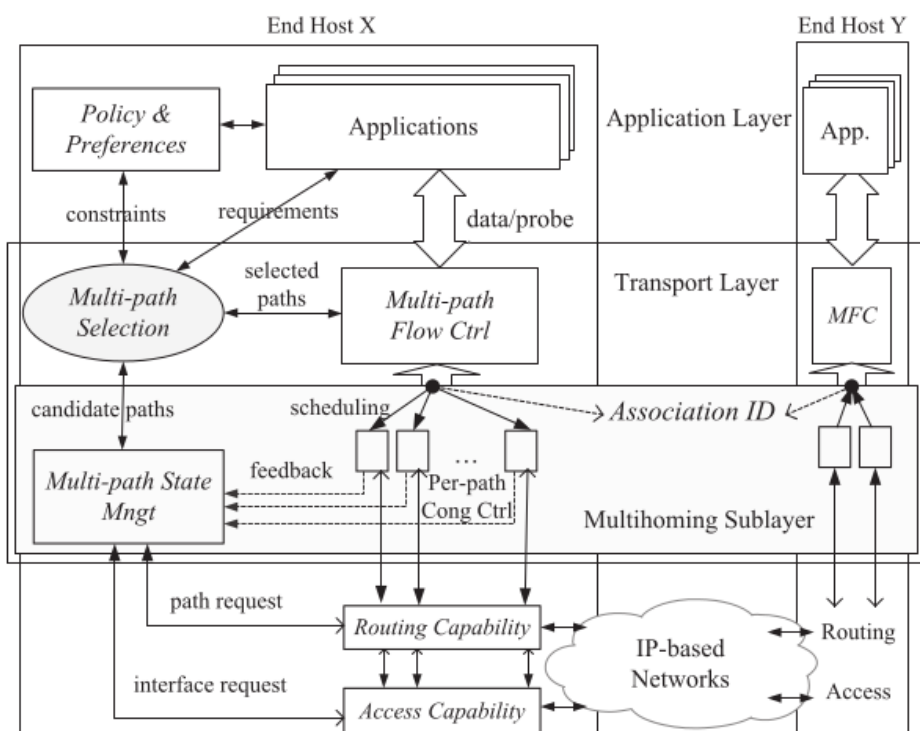 End Host X
End Host Y
Policy &
Preferences
Applications
Application Layer
App.
constraints
requirements
data/probe
selected
paths
Transport Layer
Multi-path
Selection
Multi-path
Flow Ctrl
MFC
candidate paths
scheduling
Association ID
feedback
...
Multi-path State
Mngt
Per-path
Cong Ctrl
Multihoming Sublayer
path request
Routing Capability
IP-based
Networks
Routing
interface request
Access Capability
Access